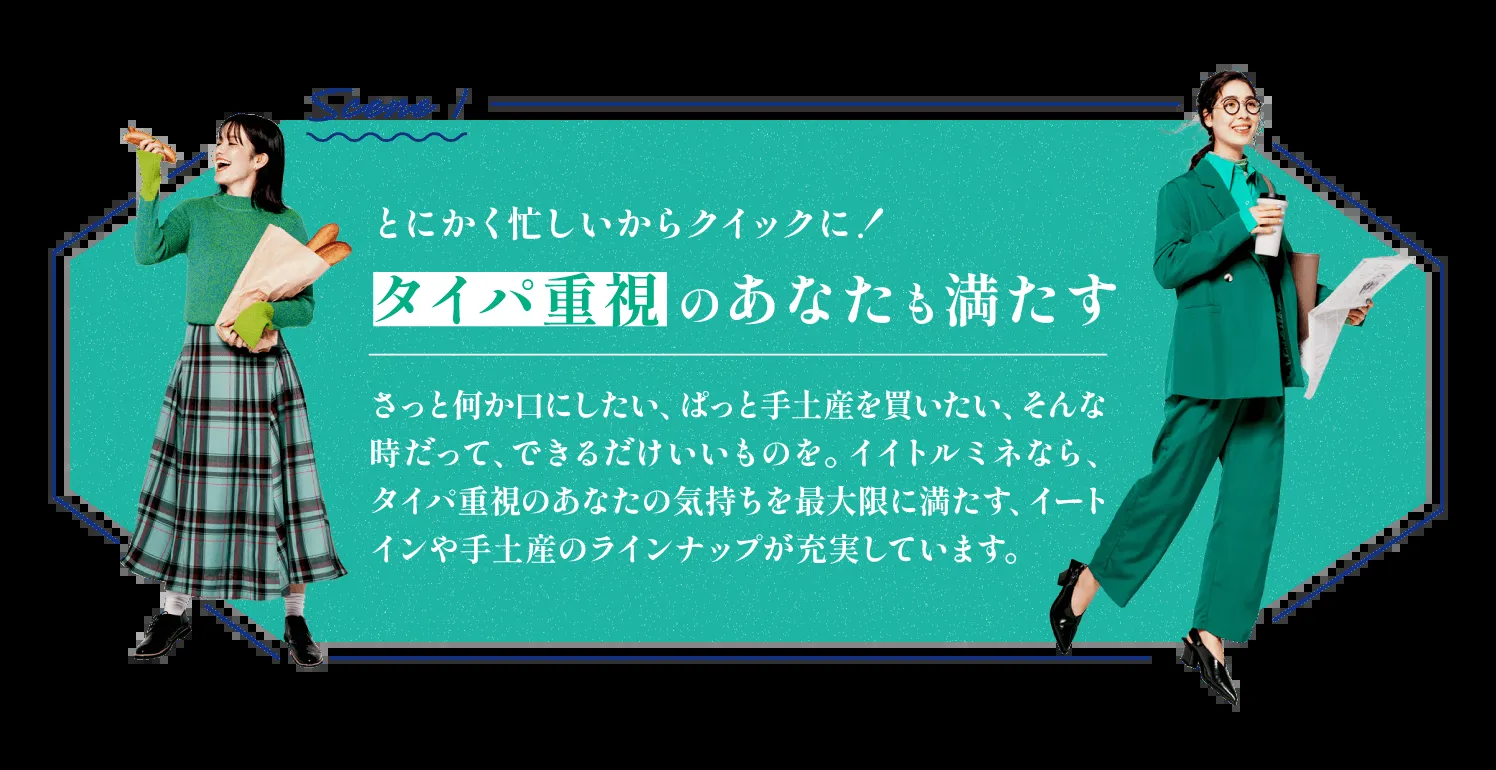 Scene 1
とにかく忙しいからクイックに！
タイパ重視のあなたも満たす
さっと何か口にしたい、ぱっと手土産を買いたい、そんな
時だって、できるだけいいものを。イイトルミネなら、
タイパ重視のあなたの気持ちを最大限に満たす、イート
インや手土産のラインナップが充実しています。